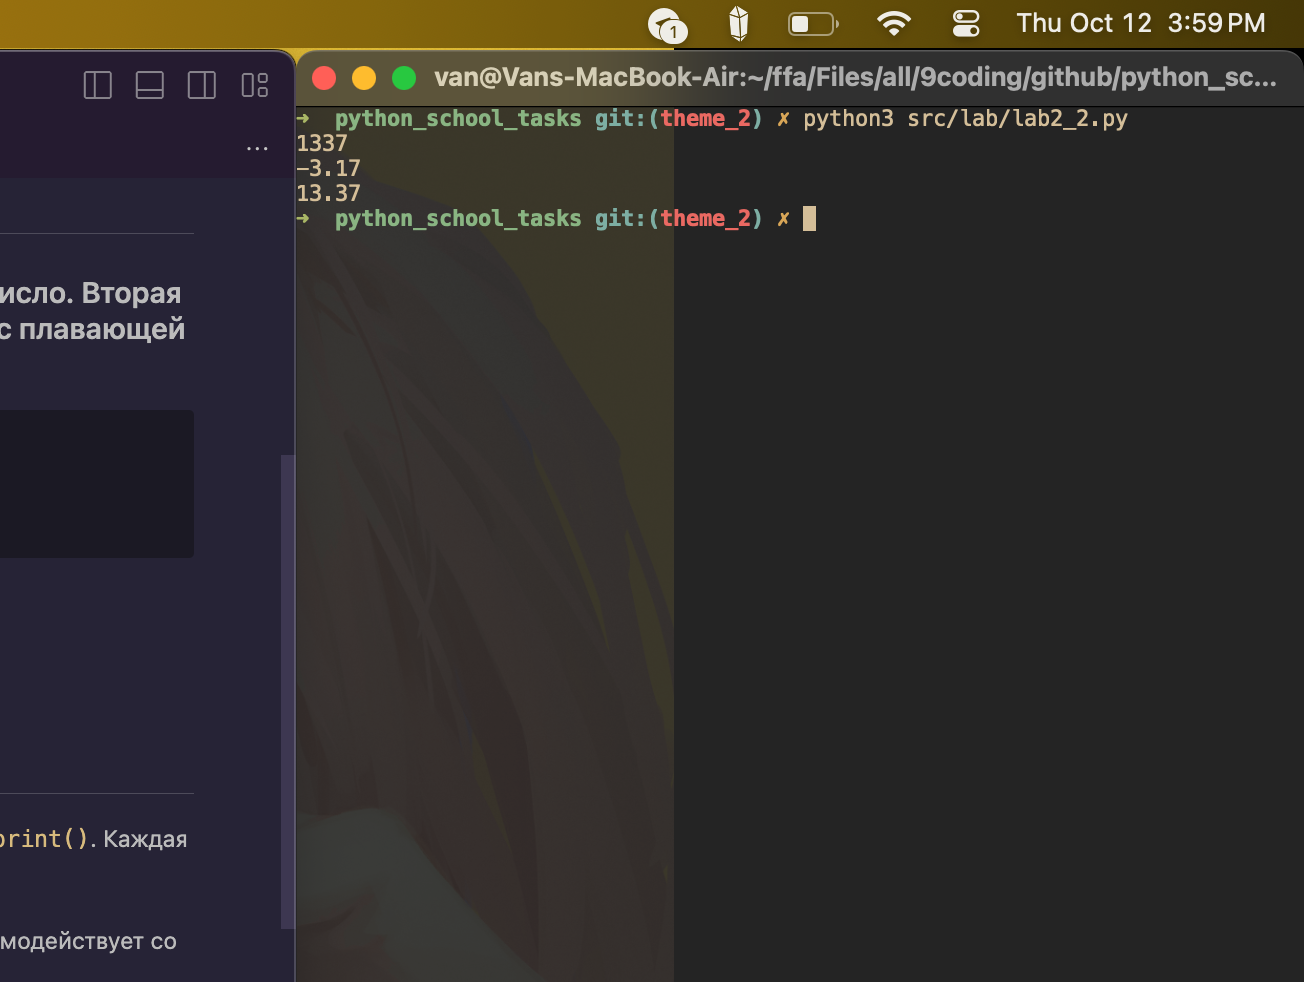 1
Thu Oct 12 3:59 PM
van@Vans-MacBook-Air:~/ffa/Files/all/9coding/github/python_sc...
➜ python_school_tasks git:(theme_2) ✗ python3 src/lab/lab2_2.py
1337
-3.17
13.37
➜ python_school_tasks git:(theme_2) ✗
...
исло. Вторая
с плавающей
print(). Каждая
модействует со